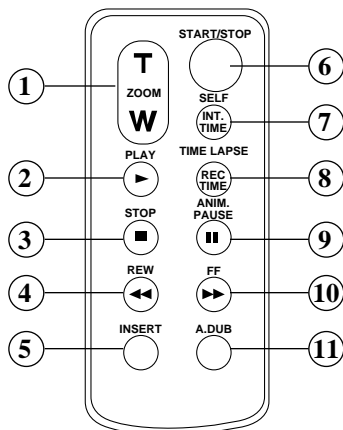 START/STOP
T
1
ZOOM
6
W
SELF
INT.
TIME
7
PLAY
TIME LAPSE
2
REC
TIME
8
STOP
ANIM.
PAUSE
3
9
REW
FF
4
10
INSERT
A.DUB
5
11